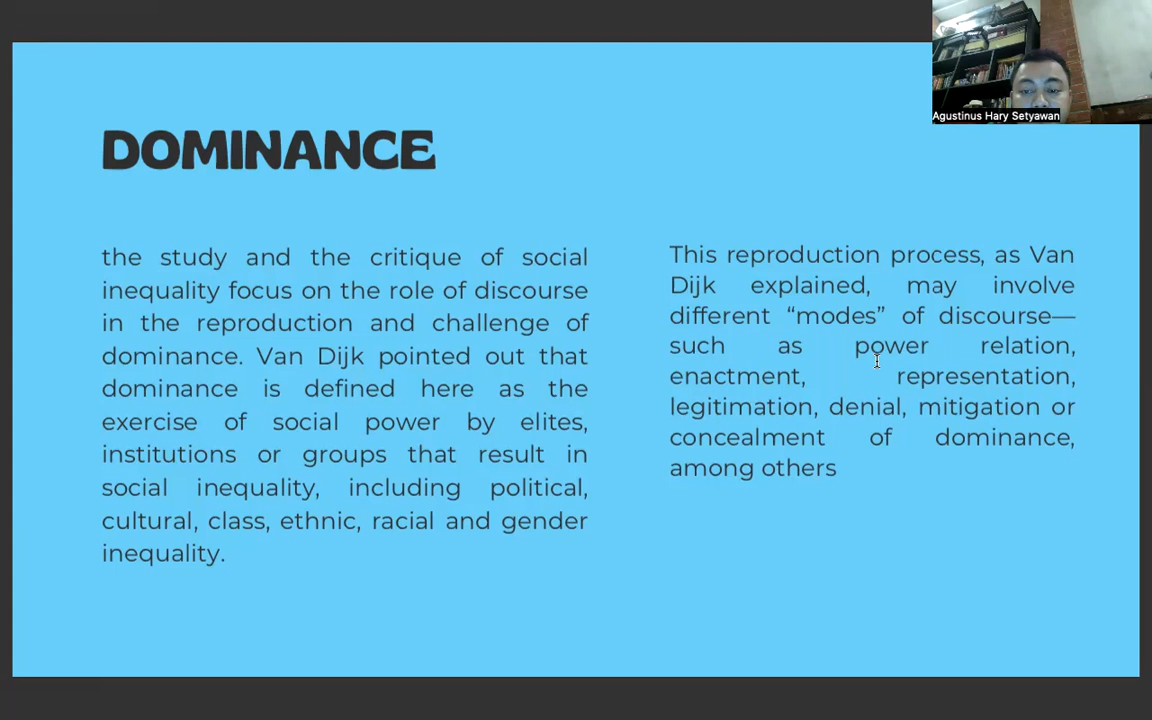 Agustinus Hary Setyawan
DOMINANCE
the study and the critique of social
inequality focus on the role of discourse
in the reproduction and challenge of
dominance. Van Dijk pointed out that
dominance is defined here as the
exercise of social power by elites,
institutions or groups that result in
social inequality, including political,
cultural, class, ethnic, racial and gender
inequality.
This reproduction process, as Van
Dijk explained, may involve
different “modes” of discourse—
such as power relation,
enactment, representation,
legitimation, denial, mitigation or
concealment of dominance,
among others